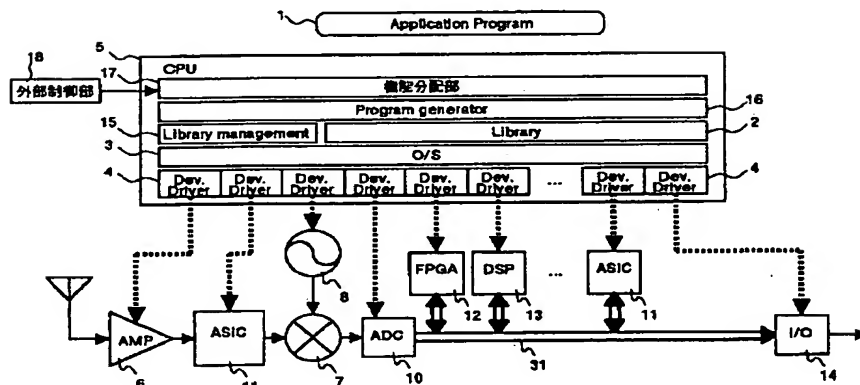 1
Application Program
5
CPU
18
17
外部制御部
機能分配部
Program generator
16
15
Library management
Library
2
3
O/S
4
Dev. Driver
Dev. Driver
Dev. Driver
Dev. Driver
Dev. Driver
Dev. Driver
...
Dev. Driver
Dev. Driver
4
8
FPGA
12
DSP
13
...
ASIC
11
AMP
6
ASIC
11
7
ADC
10
31
I/O
14